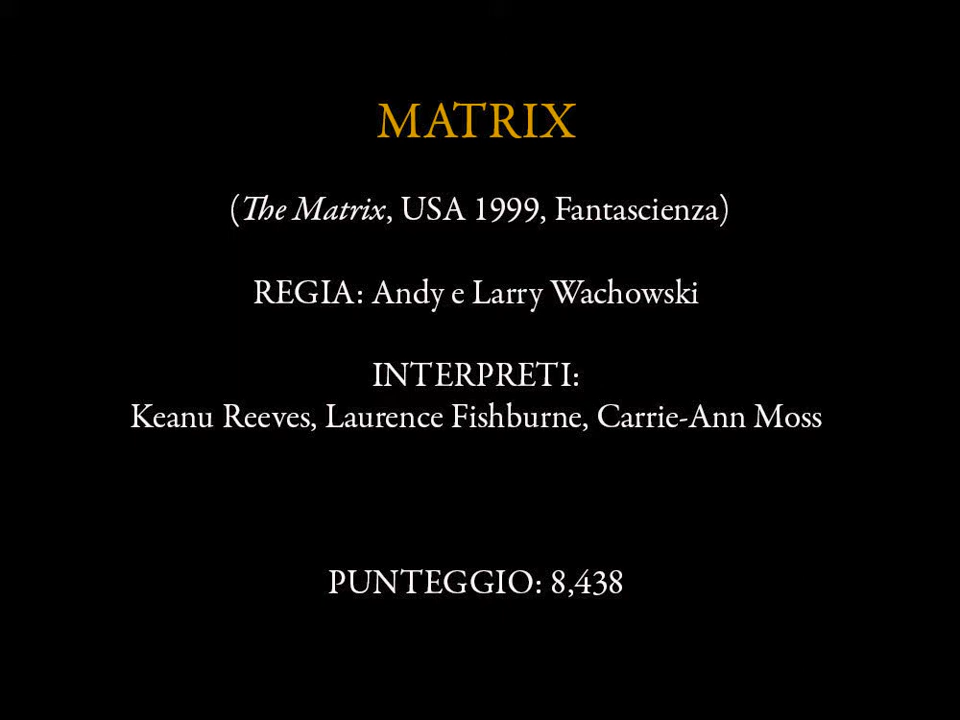 MATRIX
(The Matrix, USA 1999, Fantascienza)
REGIA: Andy e Larry Wachowski
INTERPRETI:
Keanu Reeves, Laurence Fishburne, Carrie-Ann Moss
PUNTEGGIO: 8,438